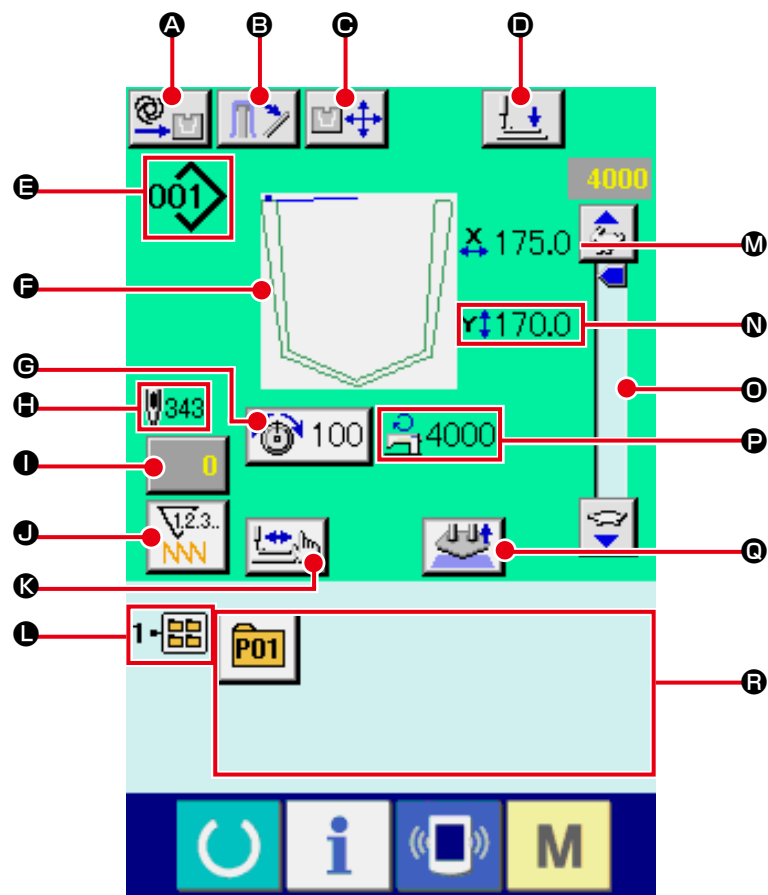 A B C D
E 001 4000
X 175.0 M
F Y 170.0 N
G
H 343 O
100 4000 P
I 0
J 1.2.3..
K Q
L 1 P01 R
i M